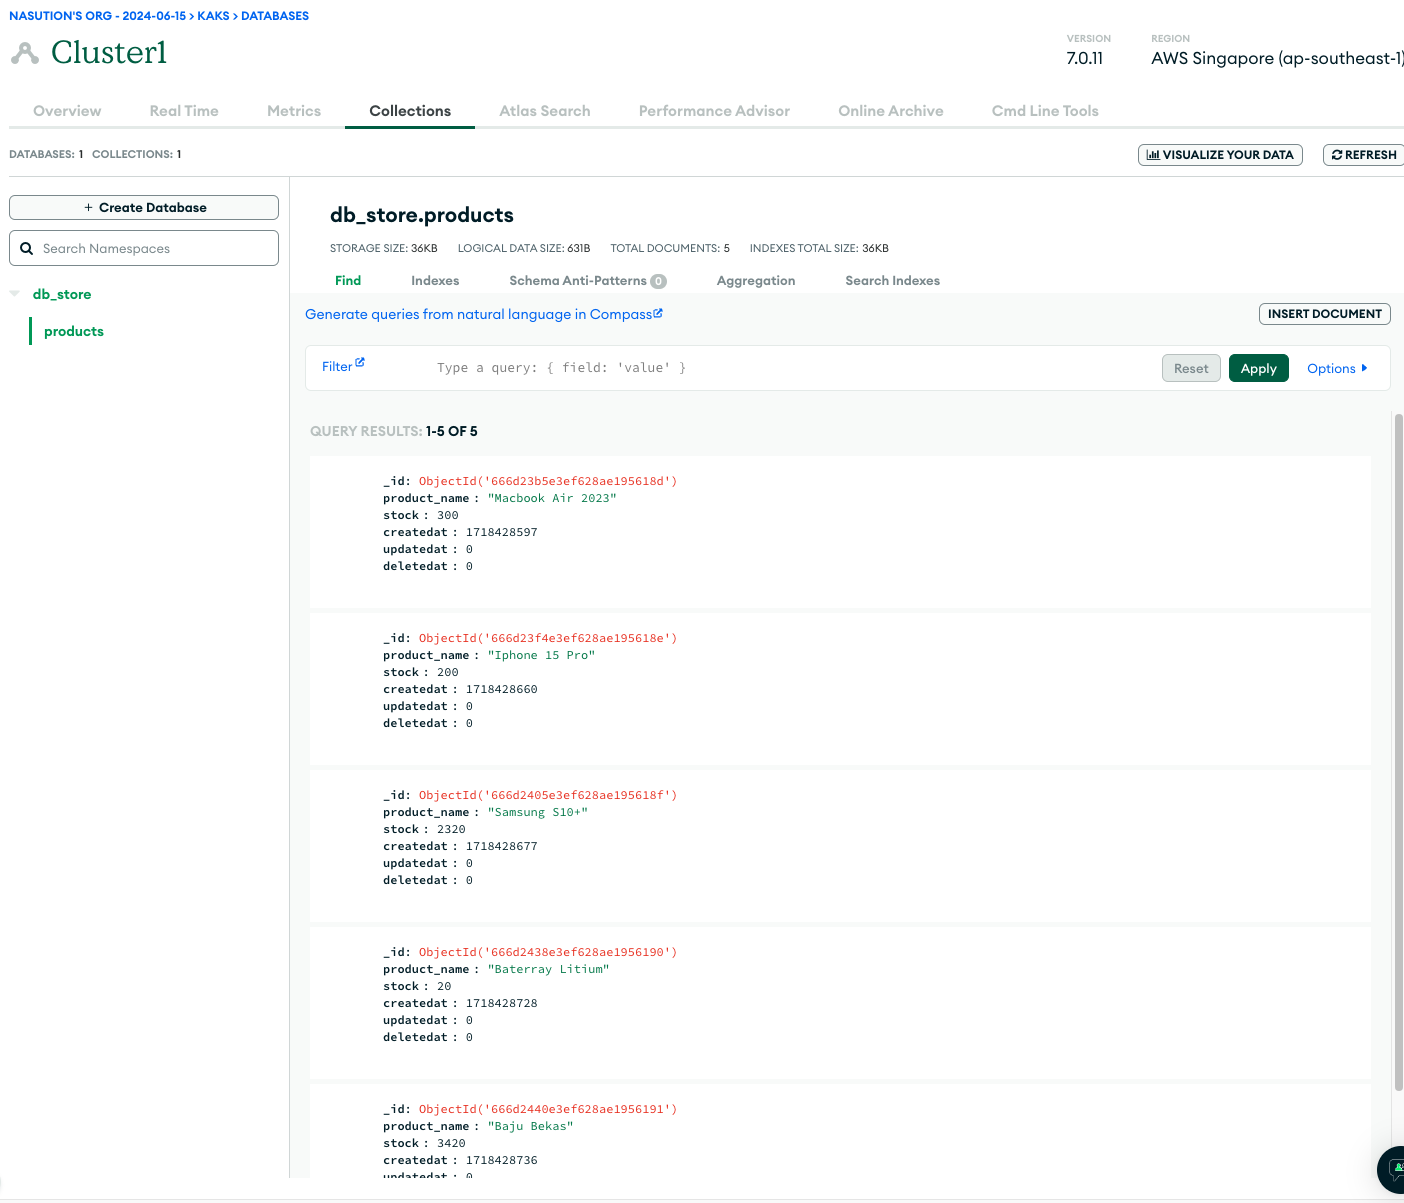 NASUTION'S ORG - 2024-06-15 > KAKS > DATABASES
Cluster1
VERSION
7.0.11
REGION
AWS Singapore (ap-southeast-1)
Overview Real Time Metrics Collections Atlas Search Performance Advisor Online Archive Cmd Line Tools
DATABASES: 1 COLLECTIONS: 1
VISUALIZE YOUR DATA
REFRESH
+ Create Database
Search Namespaces
db_store
products
db_store.products
STORAGE SIZE: 36KB LOGICAL DATA SIZE: 631B TOTAL DOCUMENTS: 5 INDEXES TOTAL SIZE: 36KB
Find Indexes Schema Anti-Patterns 0 Aggregation Search Indexes
Generate queries from natural language in Compass
INSERT DOCUMENT
Filter Type a query: { field: 'value' } Reset Apply Options
QUERY RESULTS: 1-5 OF 5
_id: ObjectId('666d23b5e3ef628ae195618d')
product_name : "Macbook Air 2023"
stock : 300
createdat : 1718428597
updatedat : 0
deletedat : 0
_id: ObjectId('666d23f4e3ef628ae195618e')
product_name : "Iphone 15 Pro"
stock : 200
createdat : 1718428660
updatedat : 0
deletedat : 0
_id: ObjectId('666d2405e3ef628ae195618f')
product_name : "Samsung S10+"
stock : 2320
createdat : 1718428677
updatedat : 0
deletedat : 0
_id: ObjectId('666d2438e3ef628ae1956190')
product_name : "Baterray Litium"
stock : 20
createdat : 1718428728
updatedat : 0
deletedat : 0
_id: ObjectId('666d2440e3ef628ae1956191')
product_name : "Baju Bekas"
stock : 3420
createdat : 1718428736
updatedat : 0